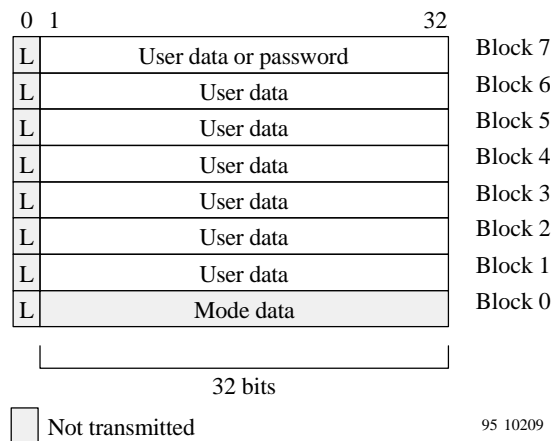 0 1 32
L User data or password Block 7
L User data Block 6
L User data Block 5
L User data Block 4
L User data Block 3
L User data Block 2
L User data Block 1
L Mode data Block 0
32 bits
Not transmitted 95 10209